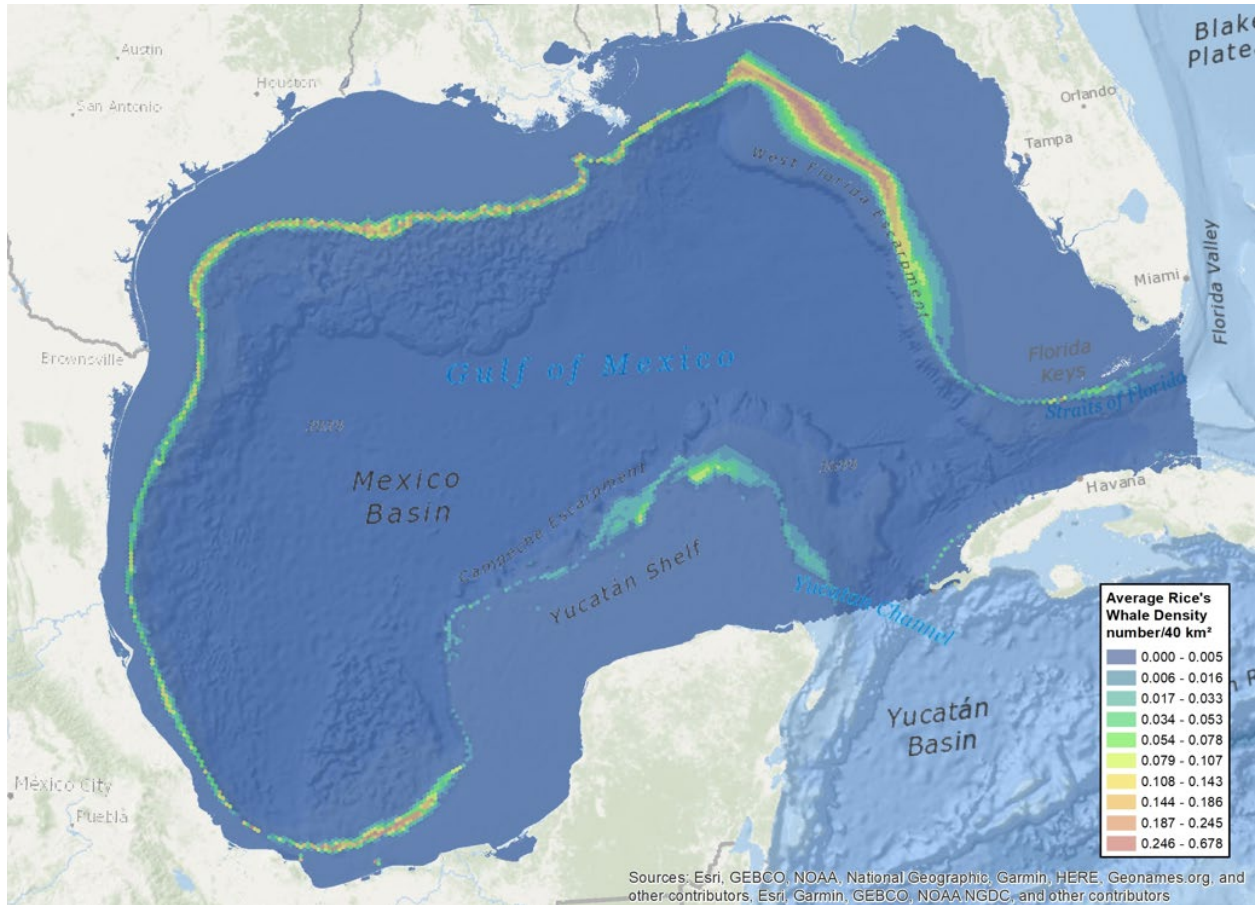 Blake
Plate
Austin
Houston
San Antonio
Orlando
Tampa
West Florida Escarpment
Miami
Florida Valley
Brownsville
Gulf of Mexico
Florida
Keys
Straits of Florida
Mexico
Basin
Campeche Escarpment
Havana
Yucatán Shelf
Yucatan Channel
Yucatán
Basin
México City
Puebla
Average Rice's
Whale Density
number/40 km²
0.000 - 0.005
0.006 - 0.016
0.017 - 0.033
0.034 - 0.053
0.054 - 0.078
0.079 - 0.107
0.108 - 0.143
0.144 - 0.186
0.187 - 0.245
0.246 - 0.678
Sources: Esri, GEBCO, NOAA, National Geographic, Garmin, HERE, Geonames.org, and
other contributors, Esri, Garmin, GEBCO, NOAA NGDC, and other contributors